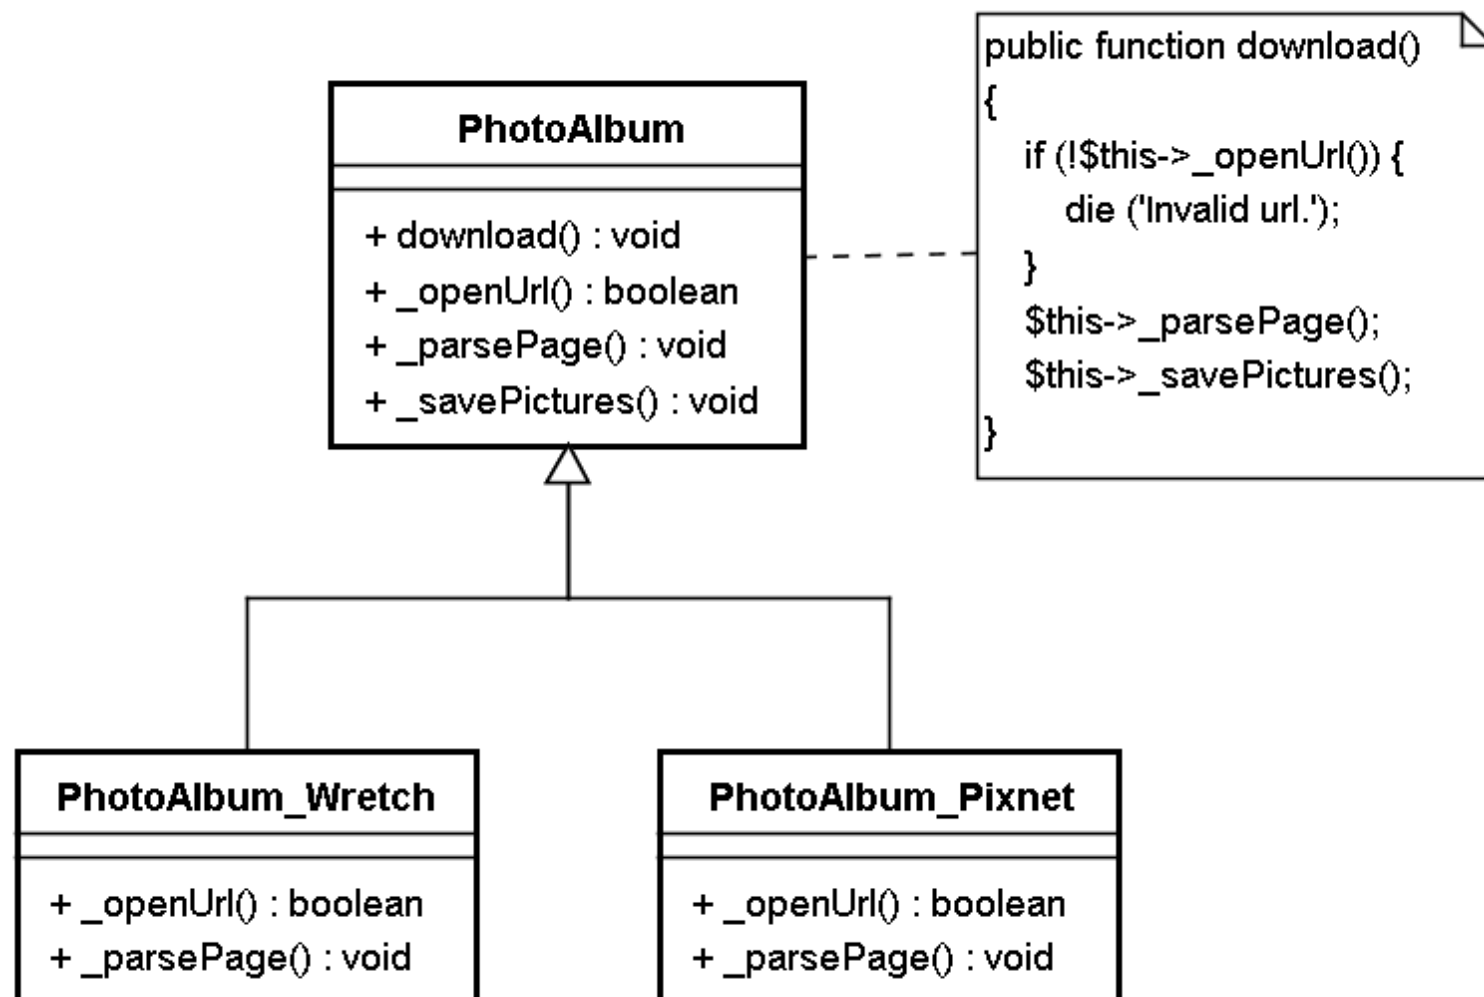 PhotoAlbum
+ download() : void
+ _openUrl() : boolean
+ _parsePage() : void
+ _savePictures() : void
public function download()
{
if (!$this->_openUrl()) {
die ('Invalid url.');
}
$this->_parsePage();
$this->_savePictures();
}
PhotoAlbum_Wretch
+ _openUrl() : boolean
+ _parsePage() : void
PhotoAlbum_Pixnet
+ _openUrl() : boolean
+ _parsePage() : void